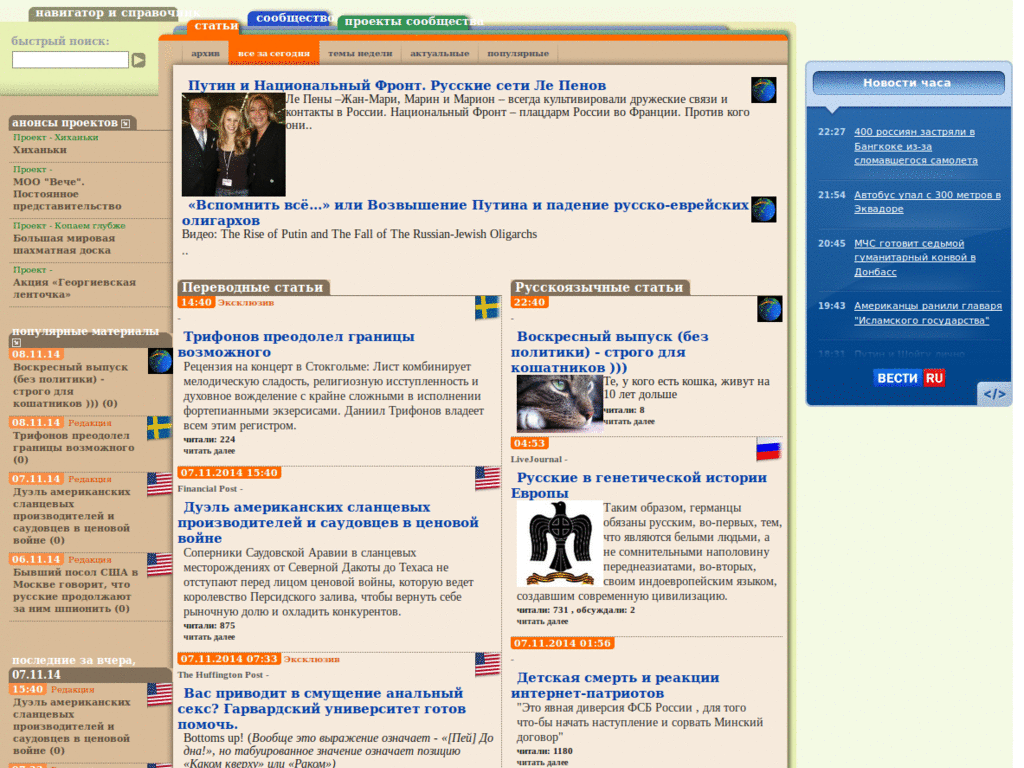 навигатор и справочник
статьи
сообщество
проекты сообщества
быстрый поиск:
архив
все за сегодня
темы недели
актуальные
популярные
анонсы проектов
Проект - Хиханьки
Хиханьки
Проект -
МОО "Вече".
Постоянное
представительство
Проект - Копаем глубже
Большая мировая
шахматная доска
Проект -
Акция «Георгиевская
ленточка»
популярные материалы
08.11.14
Воскресный выпуск
(без политики) -
строго для
кошатников ))) (0)
08.11.14 Редакция
Трифонов преодолел
границы возможного
(0)
07.11.14 Редакция
Дуэль американских
сланцевых
производителей и
саудовцев в ценовой
войне (0)
06.11.14 Редакция
Бывший посол США в
Москве говорит, что
русские продолжают
за ним шпионить (0)
последние за вчера,
07.11.14
15:40 Редакция
Дуэль американских
сланцевых
производителей и
саудовцев в ценовой
войне (0)
Путин и Национальный Фронт. Русские сети Ле Пенов
Ле Пены –Жан-Мари, Марин и Марион – всегда культивировали дружеские связи и
контакты в России. Национальный Фронт – плацдарм России во Франции. Против кого
они..
«Вспомнить всё...» или Возвышение Путина и падение русско-еврейских
олигархов
Видео: The Rise of Putin and The Fall of The Russian-Jewish Oligarchs
..
Переводные статьи
14:40 Эксклюзив
-
Трифонов преодолел границы
возможного
Рецензия на концерт в Стокгольме: Лист комбинирует
мелодическую сладость, религиозную исступленность и
духовное вожделение с крайне сложными в исполнении
фортепианными экзерсисами. Даниил Трифонов владеет
всем этим регистром.
читали: 224
читать далее
07.11.2014 15:40
Financial Post -
Дуэль американских сланцевых
производителей и саудовцев в ценовой
войне
Соперники Саудовской Аравии в сланцевых
месторождениях от Северной Дакоты до Техаса не
отступают перед лицом ценовой войны, которую ведет
королевство Персидского залива, чтобы вернуть себе
рыночную долю и охладить конкурентов.
читали: 875
читать далее
07.11.2014 07:33 Эксклюзив
The Huffington Post -
Вас приводит в смущение анальный
секс? Гарвардский университет готов
помочь.
Bottoms up! (Вообще это выражение означает - «[Пей] До
дна!», но табуированное значение означает позицию
«Каком кверху» или «Раком»)
Русскоязычные статьи
22:40
-
Воскресный выпуск (без
политики) - строго для
кошатников )))
Те, у кого есть кошка, живут на
10 лет дольше
читали: 8
читать далее
04:53
LiveJournal -
Русские в генетической истории
Европы
Таким образом, германцы
обязаны русским, во-первых, тем,
что являются белыми людьми, а
не сомнительными наполовину
переднеазиатами, во-вторых,
своим индоевропейским языком,
создавшим современную цивилизацию.
читали: 731 , обсуждали: 2
читать далее
07.11.2014 01:56
-
Детская смерть и реакции
интернет-патриотов
"Это явная диверсия ФСБ России , для того
что-бы начать наступление и сорвать Минский
договор"
читали: 1180
читать далее
Новости часа
22:27 400 россиян застряли в
Бангкоке из-за
сломавшегося самолета
21:54 Автобус упал с 300 метров в
Эквадоре
20:45 МЧС готовит седьмой
гуманитарный конвой в
Донбасс
19:43 Американцы ранили главаря
"Исламского государства"
18:31 Путин и Шойгу лично
ВЕСТИ RU
</>